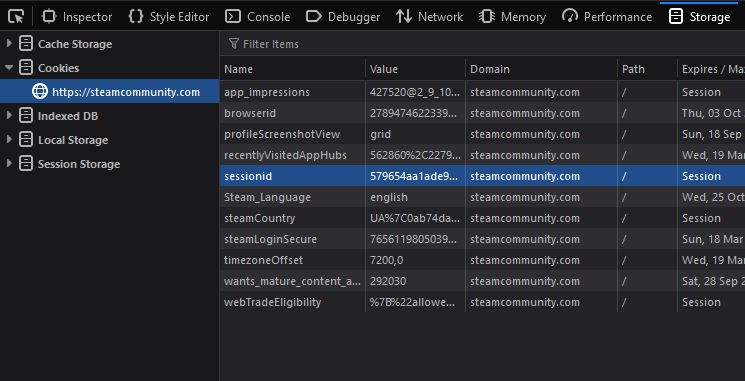 Inspector Style Editor Console Debugger Network Memory Performance Storage
Cache Storage
Cookies
https://steamcommunity.com
Indexed DB
Local Storage
Session Storage
Filter Items
Name Value Domain Path Expires / Ma
app_impressions 427520@2_9_10... steamcommunity.com / Session
browserid 2789474622339... steamcommunity.com / Thu, 03 Oct
profileScreenshotView grid steamcommunity.com / Sun, 18 Sep
recentlyVisitedAppHubs 562860%2C2279... steamcommunity.com / Wed, 19 Mar
sessionid 579654aa1ade9... steamcommunity.com / Session
Steam_Language english steamcommunity.com / Wed, 25 Oct
steamCountry UA%7C0ab74da... steamcommunity.com / Session
steamLoginSecure 7656119805039... steamcommunity.com / Sun, 18 Mar
timezoneOffset 7200,0 steamcommunity.com / Wed, 19 Mar
wants_mature_content_a... 292030 steamcommunity.com / Sat, 28 Sep 2
webTradeEligibility %7B%22allowe... steamcommunity.com / Session